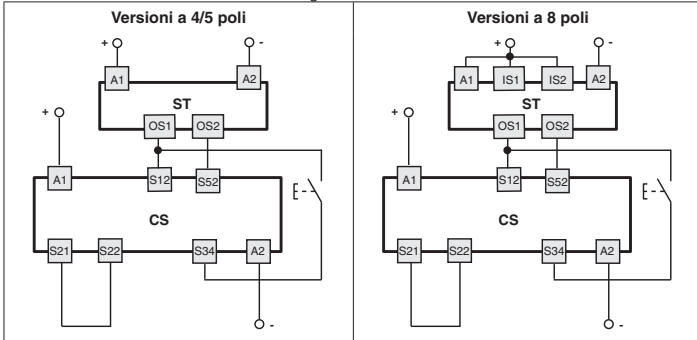 Versioni a 4/5 poli
+ -
A1 A2
ST
OS1 OS2
+
A1 S12 S52
CS
S21 S22 S34 A2
-
Versioni a 8 poli
+ -
A1 IS1 IS2 A2
ST
OS1 OS2
+
A1 S12 S52
CS
S21 S22 S34 A2
-